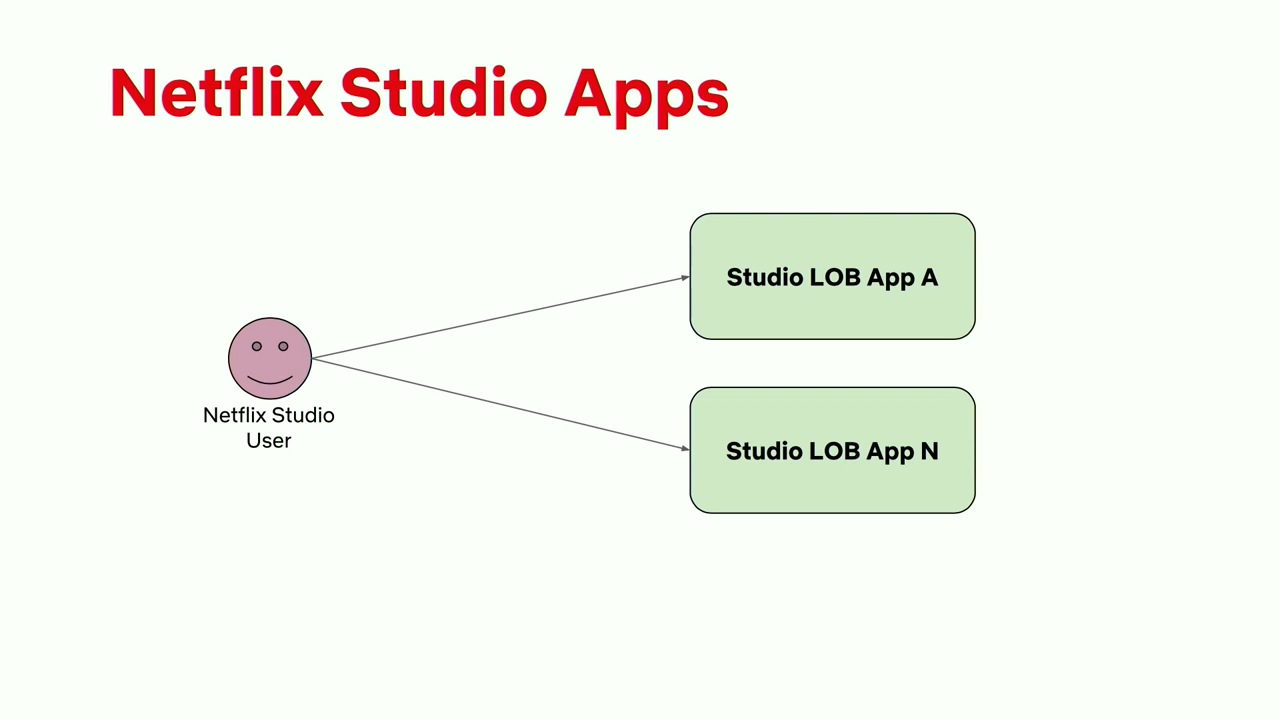 Netflix Studio Apps
Studio LOB App A
Netflix Studio
User
Studio LOB App N